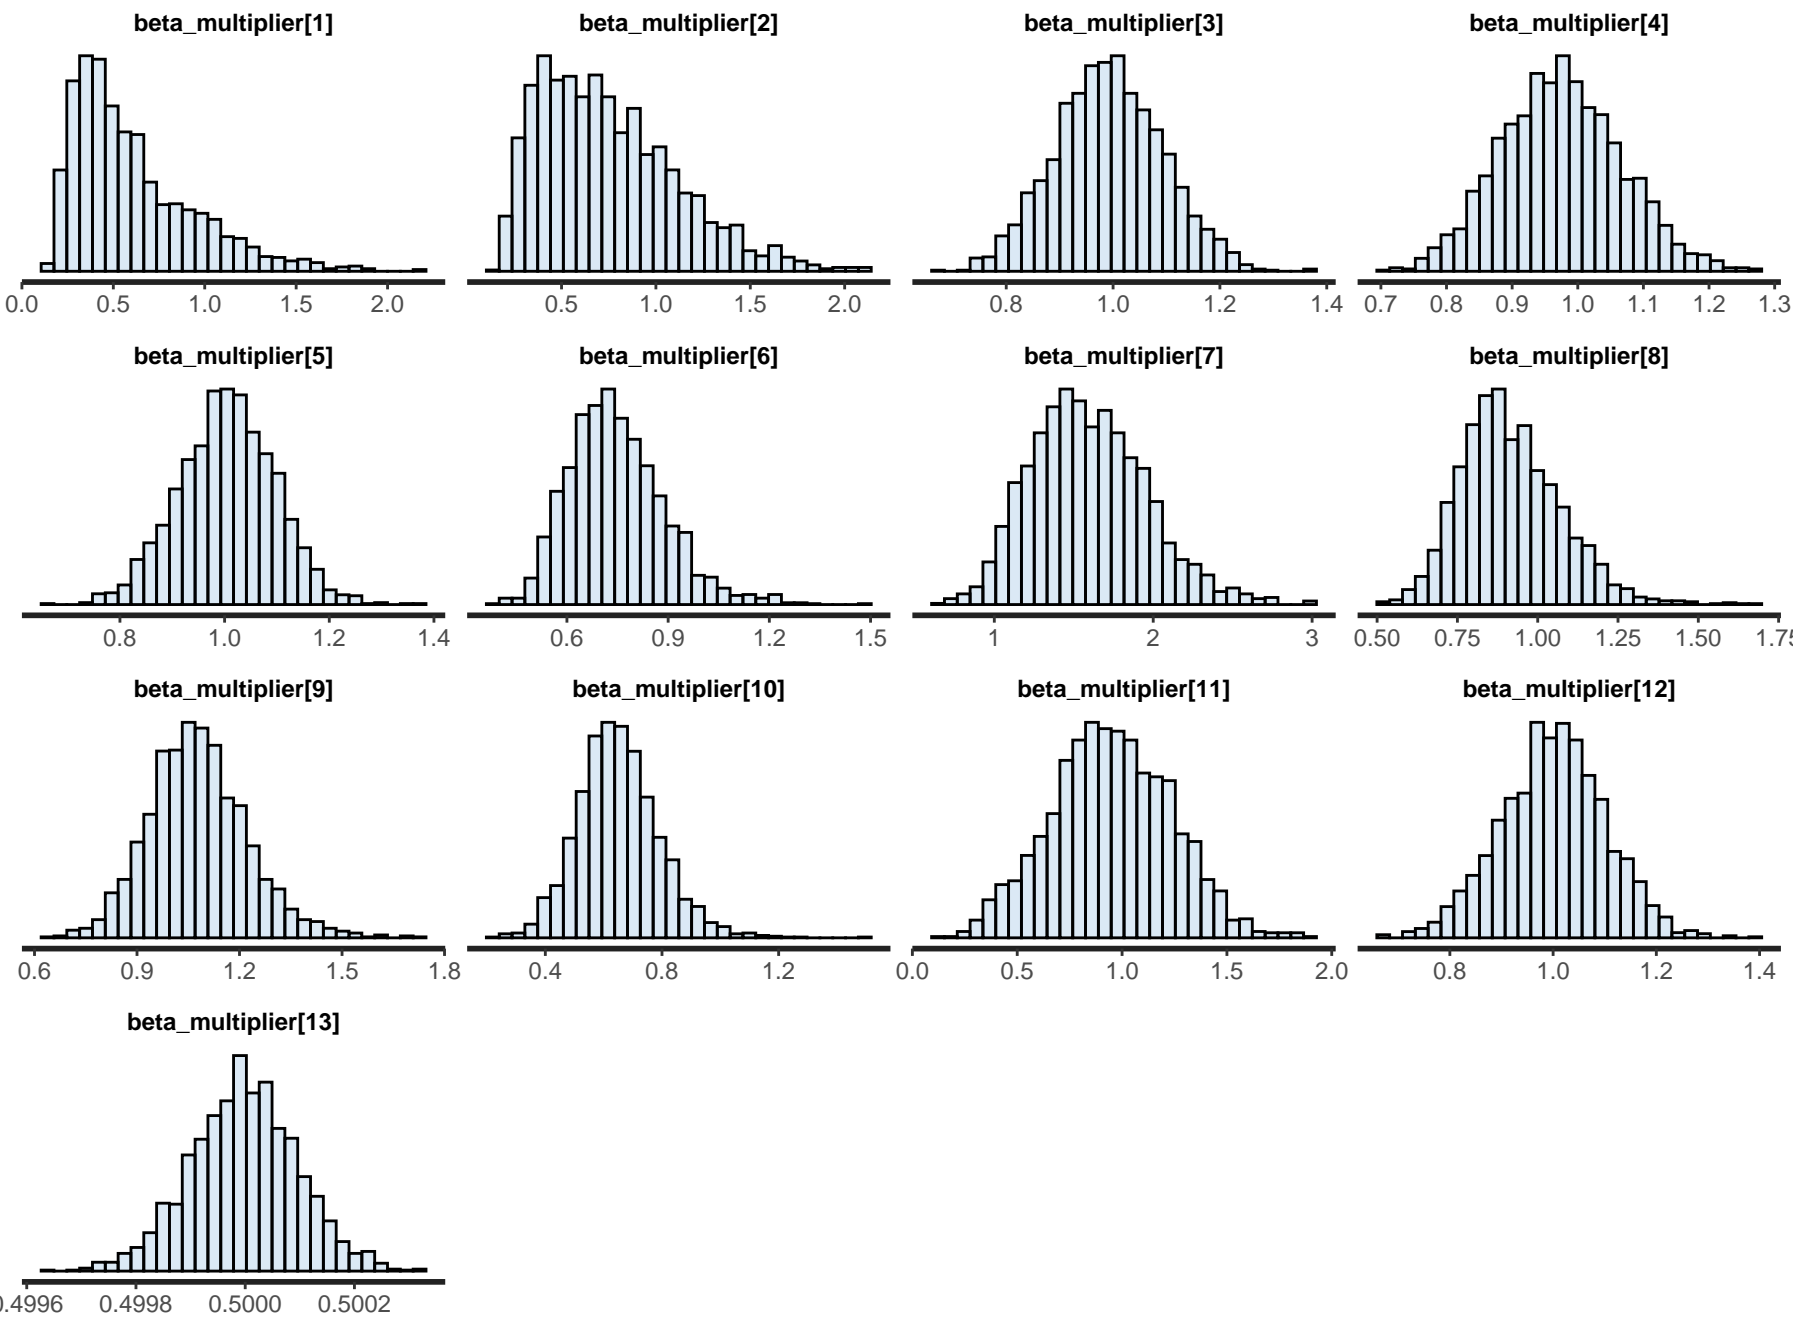 beta_multiplier[1] beta_multiplier[2] beta_multiplier[3] beta_multiplier[4]
0.0 0.5 1.0 1.5 2.0 0.5 1.0 1.5 2.0 0.8 1.0 1.2 1.4 0.7 0.8 0.9 1.0 1.1 1.2 1.3
beta_multiplier[5] beta_multiplier[6] beta_multiplier[7] beta_multiplier[8]
0.8 1.0 1.2 1.4 0.6 0.9 1.2 1.5 1 2 3 0.50 0.75 1.00 1.25 1.50 1.75
beta_multiplier[9] beta_multiplier[10] beta_multiplier[11] beta_multiplier[12]
0.6 0.9 1.2 1.5 1.8 0.4 0.8 1.2 0.0 0.5 1.0 1.5 2.0 0.8 1.0 1.2 1.4
beta_multiplier[13]
0.4996 0.4998 0.5000 0.5002